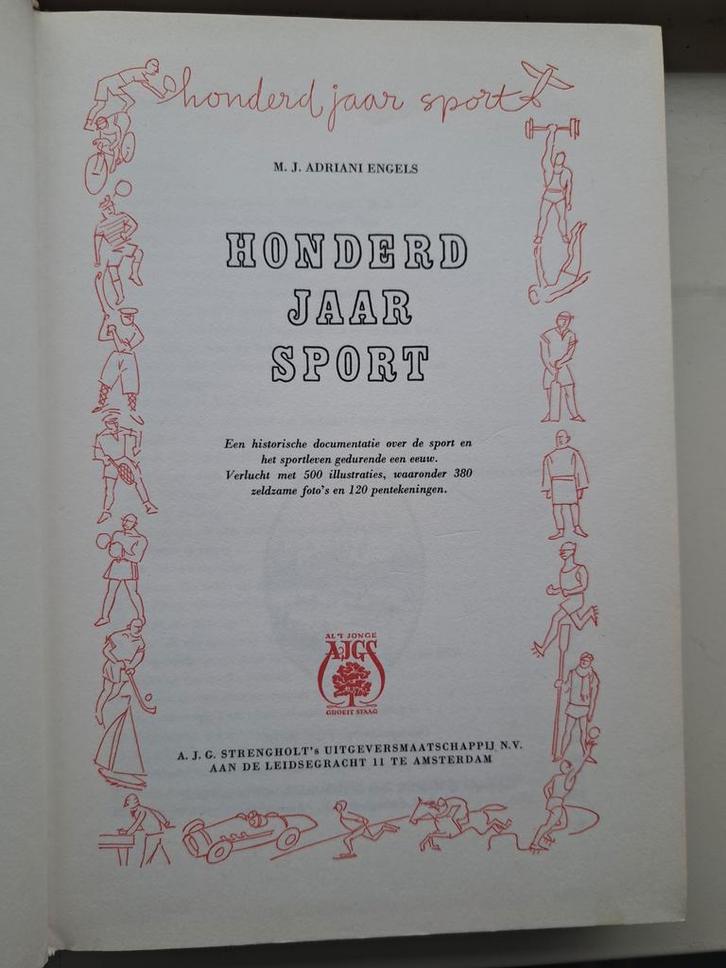 honderd jaar sport
M. J. ADRIANI ENGELS
HONDERD
JAAR
SPORT
Een historische documentatie over de sport en
het sportleven gedurende een eeuw.
Verlucht met 500 illustraties, waaronder 380
zeldzame foto's en 120 pentekeningen.
AL 'T JONGE
AJGS
GROEIT STAAG
A. J. G. STRENGHOLT's UITGEVERSMAATSCHAPPIJ N.V.
AAN DE LEIDSEGRACHT 11 TE AMSTERDAM